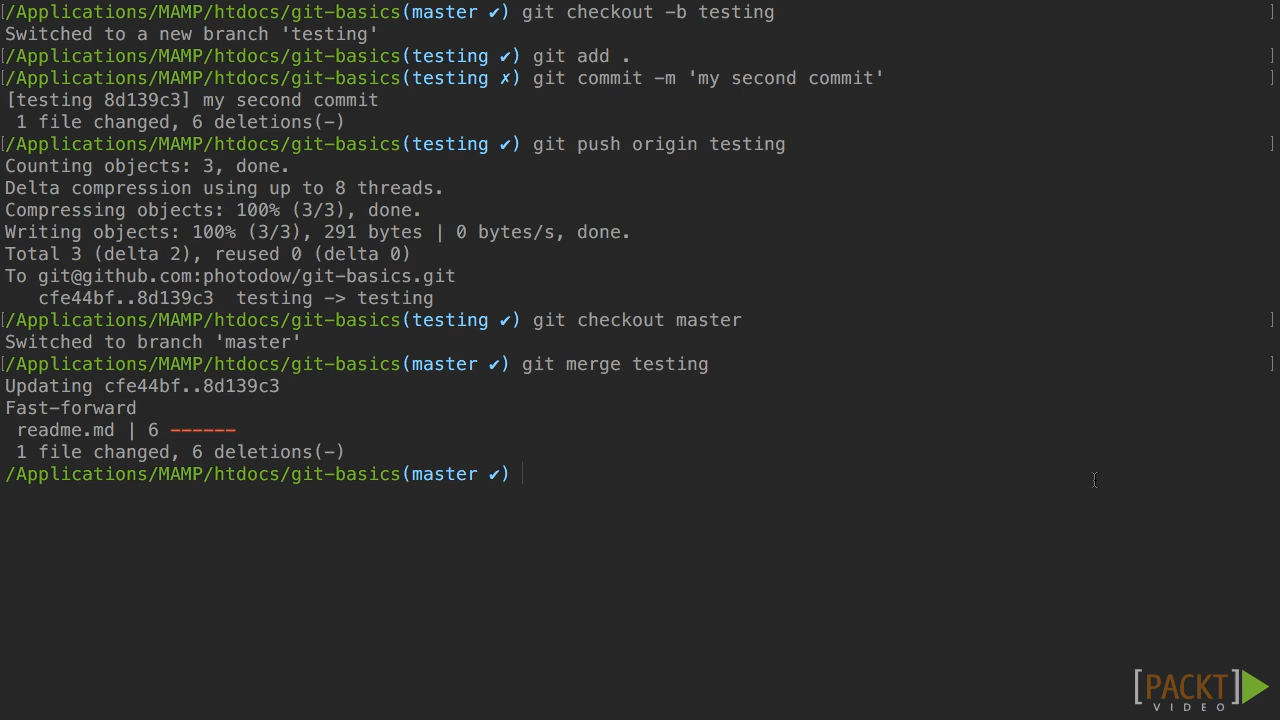 [/Applications/MAMP/htdocs/git-basics(master ✔) git checkout -b testing ]
Switched to a new branch 'testing'
[/Applications/MAMP/htdocs/git-basics(testing ✔) git add . ]
[/Applications/MAMP/htdocs/git-basics(testing ✗) git commit -m 'my second commit' ]
[testing 8d139c3] my second commit
 1 file changed, 6 deletions(-)
[/Applications/MAMP/htdocs/git-basics(testing ✔) git push origin testing ]
Counting objects: 3, done.
Delta compression using up to 8 threads.
Compressing objects: 100% (3/3), done.
Writing objects: 100% (3/3), 291 bytes | 0 bytes/s, done.
Total 3 (delta 2), reused 0 (delta 0)
To git@github.com:photodow/git-basics.git
   cfe44bf..8d139c3  testing -> testing
[/Applications/MAMP/htdocs/git-basics(testing ✔) git checkout master ]
Switched to branch 'master'
[/Applications/MAMP/htdocs/git-basics(master ✔) git merge testing ]
Updating cfe44bf..8d139c3
Fast-forward
 readme.md | 6 ------
 1 file changed, 6 deletions(-)
/Applications/MAMP/htdocs/git-basics(master ✔)
[PACKT]
VIDEO